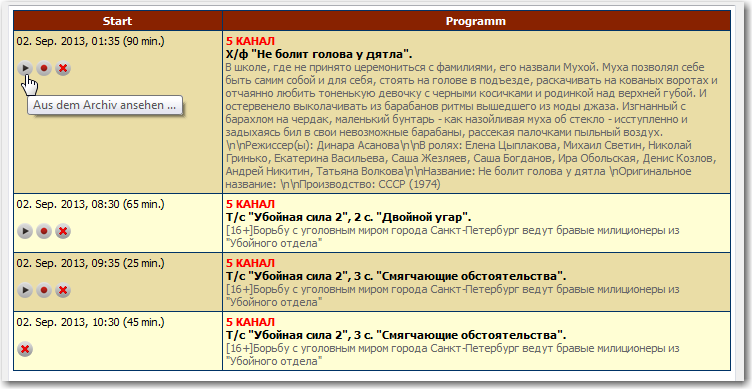 Start
Programm
02. Sep. 2013, 01:35 (90 min.)
Aus dem Archiv ansehen ...
5 КАНАЛ
Х/ф "Не болит голова у дятла".
В школе, где не принято церемониться с фамилиями, его назвали Мухой. Муха позволял себе
быть самим собой и для себя, стоять на голове в подъезде, раскачивать на кованых воротах и
отчаянно любить тоненькую девочку с черными косичками и родинкой над верхней губой. И
остервенело выколачивать из барабанов ритмы вышедшего из моды джаза. Изгнанный с
барахлом на чердак, маленький бунтарь - как назойливая муха об стекло - исступленно и
задыхаясь бил в свои невозможные барабаны, рассекая палочками пыльный воздух.
\n\nРежиссер(ы): Динара Асанова\n\nВ ролях: Елена Цыплакова, Михаил Светин, Николай
Гринько, Екатерина Васильева, Саша Жезляев, Саша Богданов, Ира Обольская, Денис Козлов,
Андрей Никитин, Татьяна Волкова\n\nНазвание: Не болит голова у дятла \nОригинальное
название: \n\nПроизводство: СССР (1974)
02. Sep. 2013, 08:30 (65 min.)
5 КАНАЛ
Т/с "Убойная сила 2", 2 с. "Двойной угар".
[16+]Борьбу с уголовным миром города Санкт-Петербург ведут бравые милиционеры из
"Убойного отдела"
02. Sep. 2013, 09:35 (25 min.)
5 КАНАЛ
Т/с "Убойная сила 2", 3 с. "Смягчающие обстоятельства".
[16+]Борьбу с уголовным миром города Санкт-Петербург ведут бравые милиционеры из
"Убойного отдела"
02. Sep. 2013, 10:30 (45 min.)
5 КАНАЛ
Т/с "Убойная сила 2", 3 с. "Смягчающие обстоятельства".
[16+]Борьбу с уголовным миром города Санкт-Петербург ведут бравые милиционеры из
"Убойного отдела"